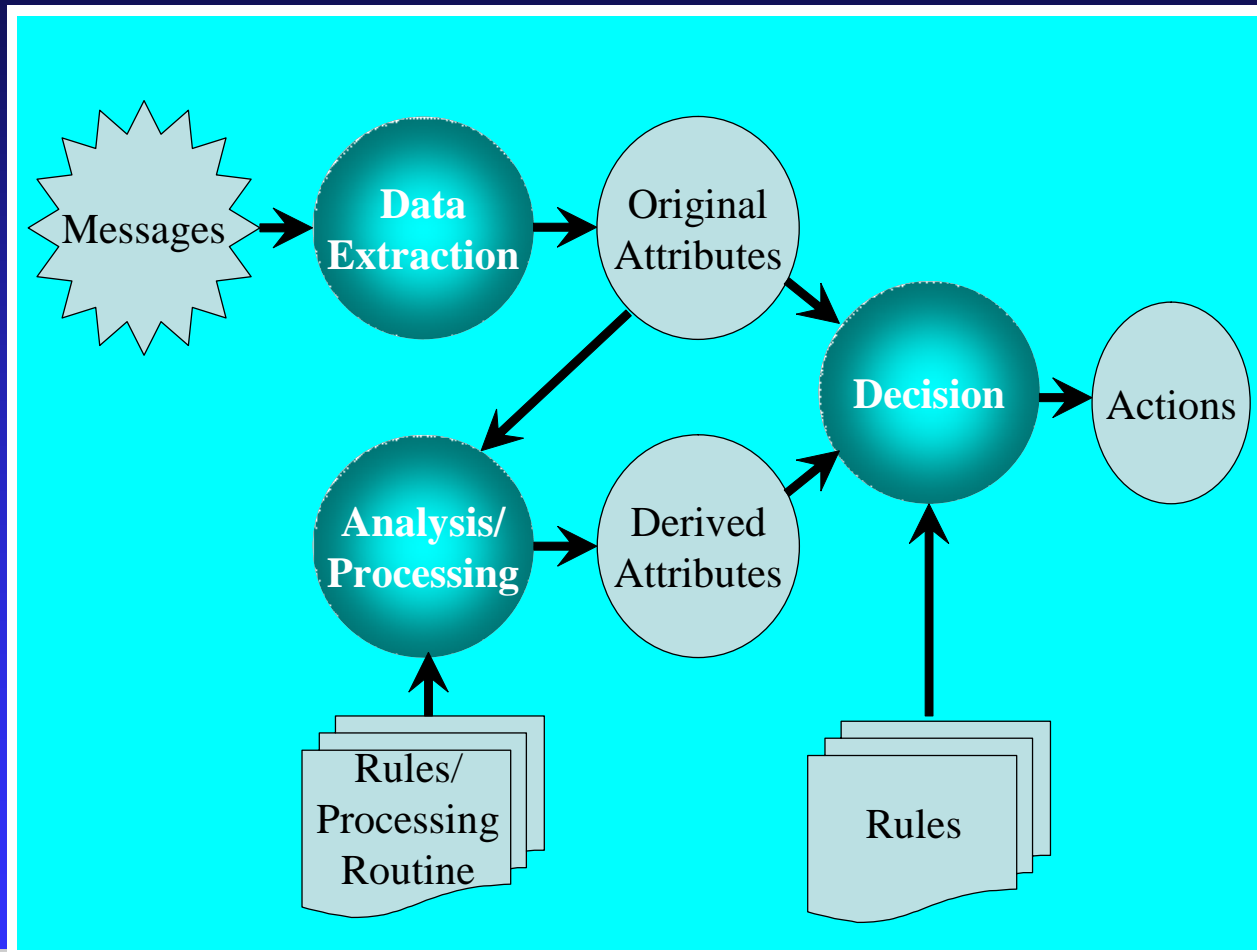 Messages
Data
Extraction
Original
Attributes
Decision
Actions
Analysis/
Processing
Derived
Attributes
Rules/
Processing
Routine
Rules